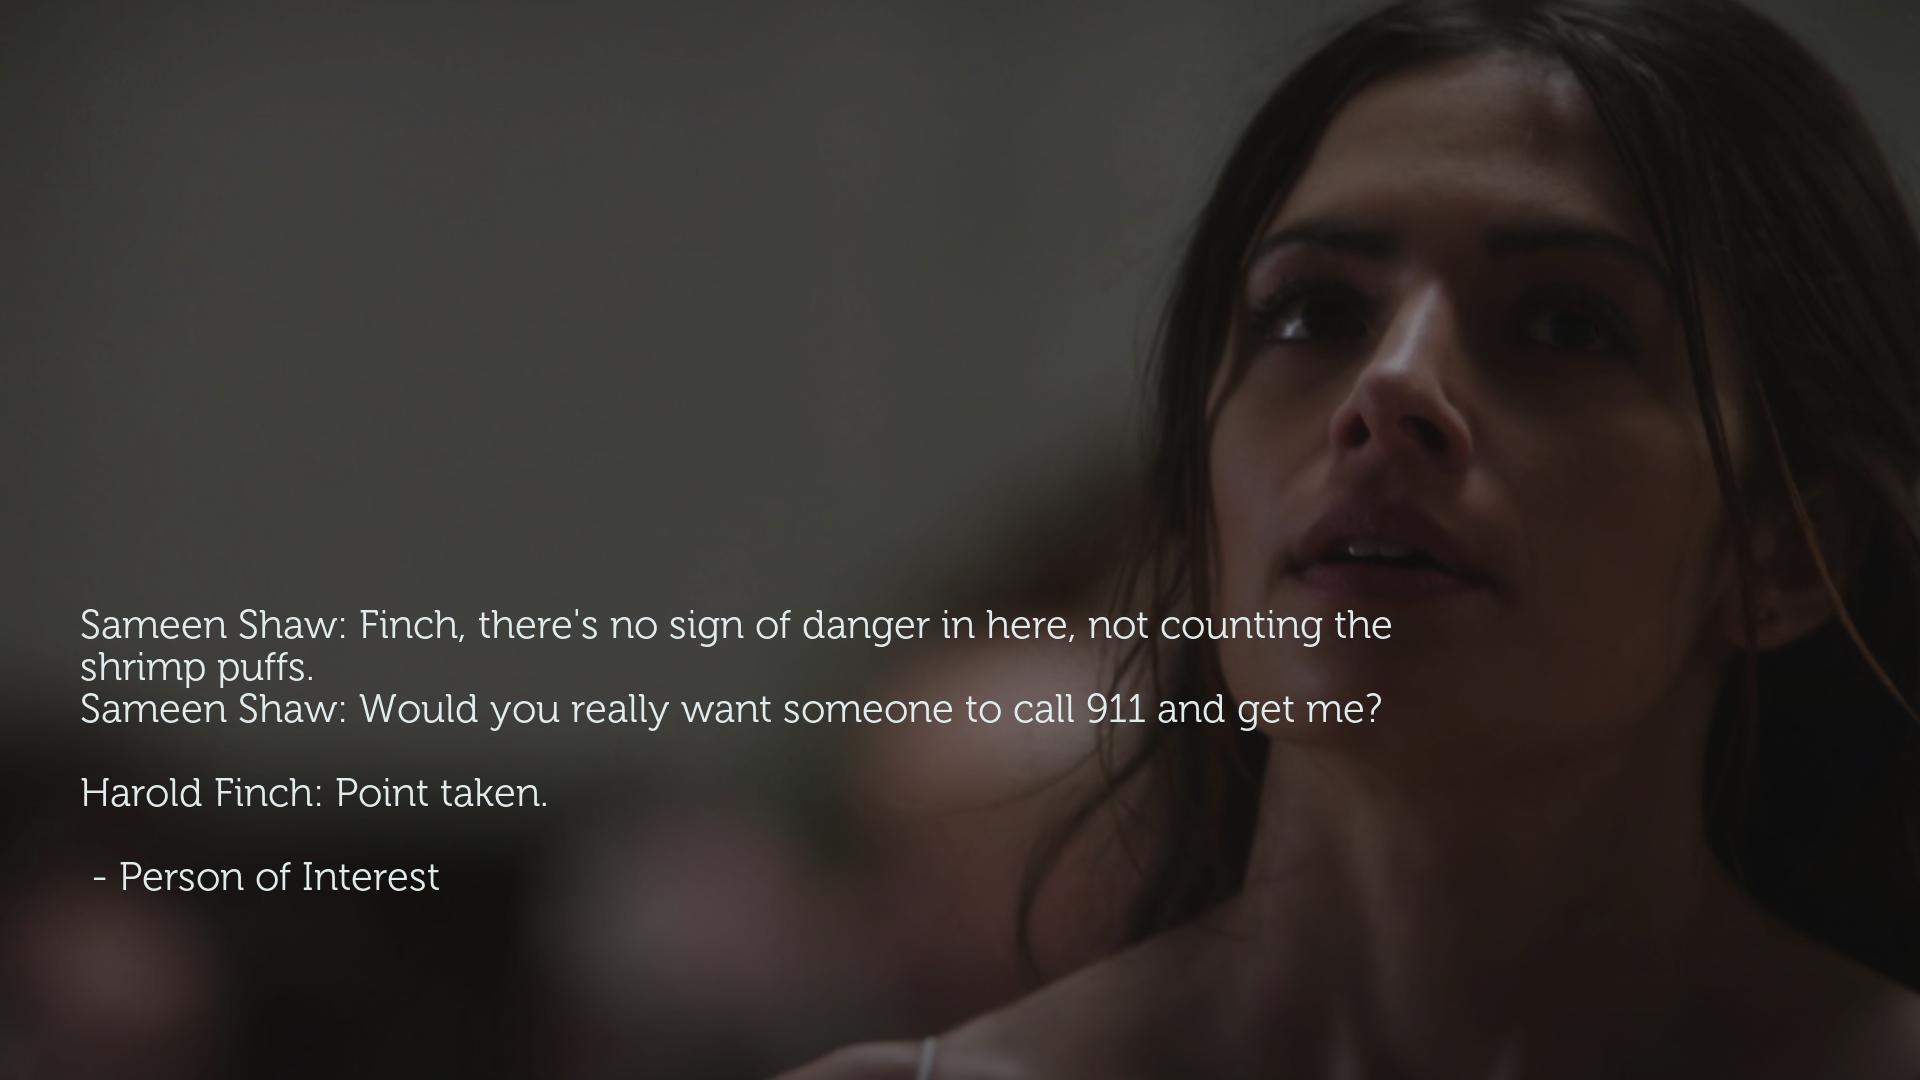 Sameen Shaw: Finch, there's no sign of danger in here, not counting the
shrimp puffs.
Sameen Shaw: Would you really want someone to call 911 and get me?
Harold Finch: Point taken.
- Person of Interest